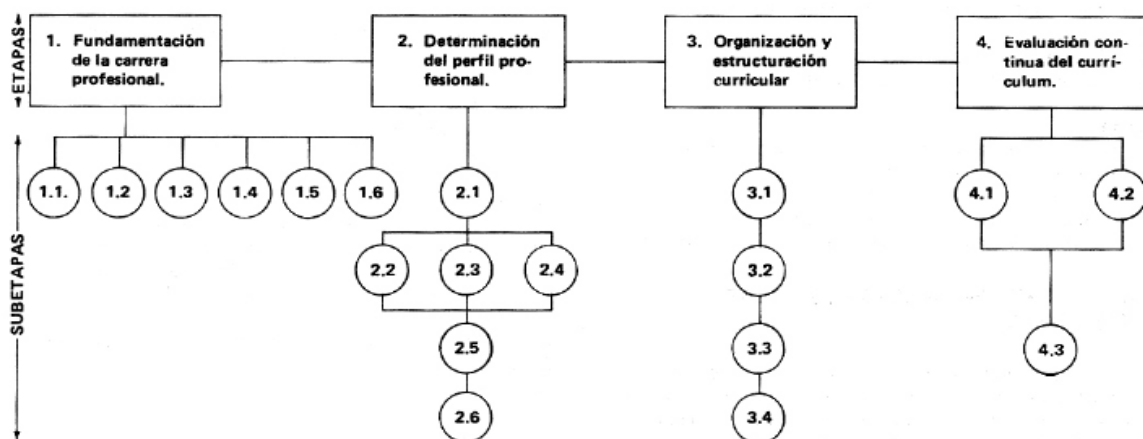 ETAPAS
1. Fundamentación
de la carrera
profesional.
2. Determinación
del perfil pro-
fesional.
3. Organización y
estructuración
curricular
4. Evaluación con-
tinua del currí-
culum.
SUBETAPAS
1.1.
1.2
1.3
1.4
1.5
1.6
2.1
2.2
2.3
2.4
2.5
2.6
3.1
3.2
3.3
3.4
4.1
4.2
4.3